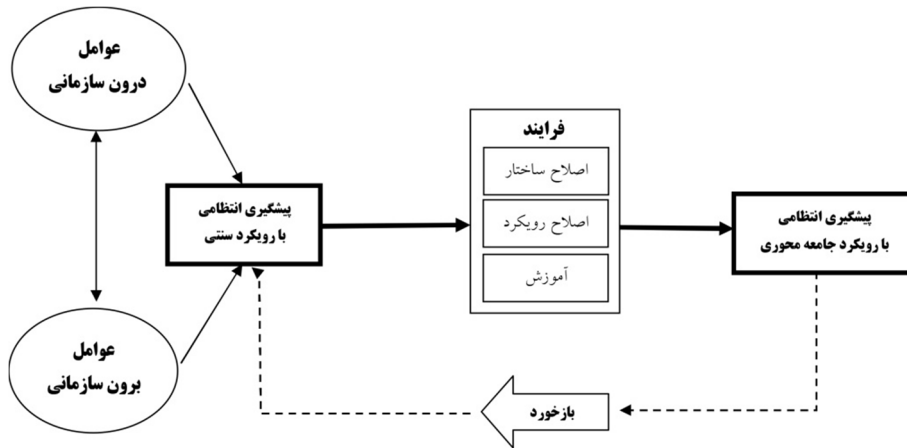 عوامل
درون سازمانی
پیشگیری انتظامی
با رویکرد سنتی
عوامل
برون سازمانی
فرایند
اصلاح ساختار
اصلاح رویکرد
آموزش
پیشگیری انتظامی
با رویکرد جامعه محوری
بازخورد